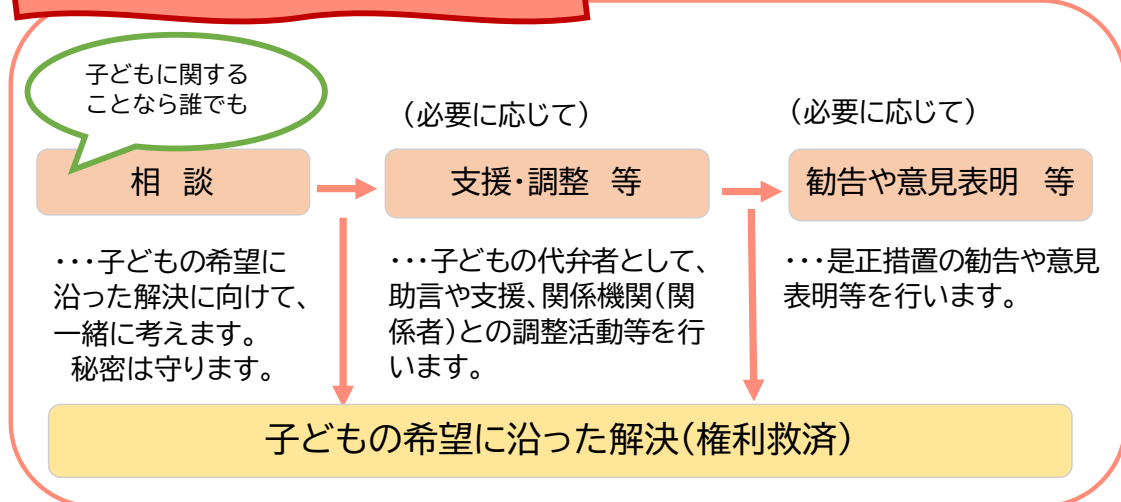 子どもに関する
ことなら誰でも
(必要に応じて)
(必要に応じて)
相 談
支援・調整 等
勧告や意見表明 等
・・・子どもの希望に
沿った解決に向けて、
一緒に考えます。
秘密は守ります。
・・・子どもの代弁者として、
助言や支援、関係機関(関
係者)との調整活動等を行
います。
・・・是正措置の勧告や意見
表明等を行います。
子どもの希望に沿った解決(権利救済)